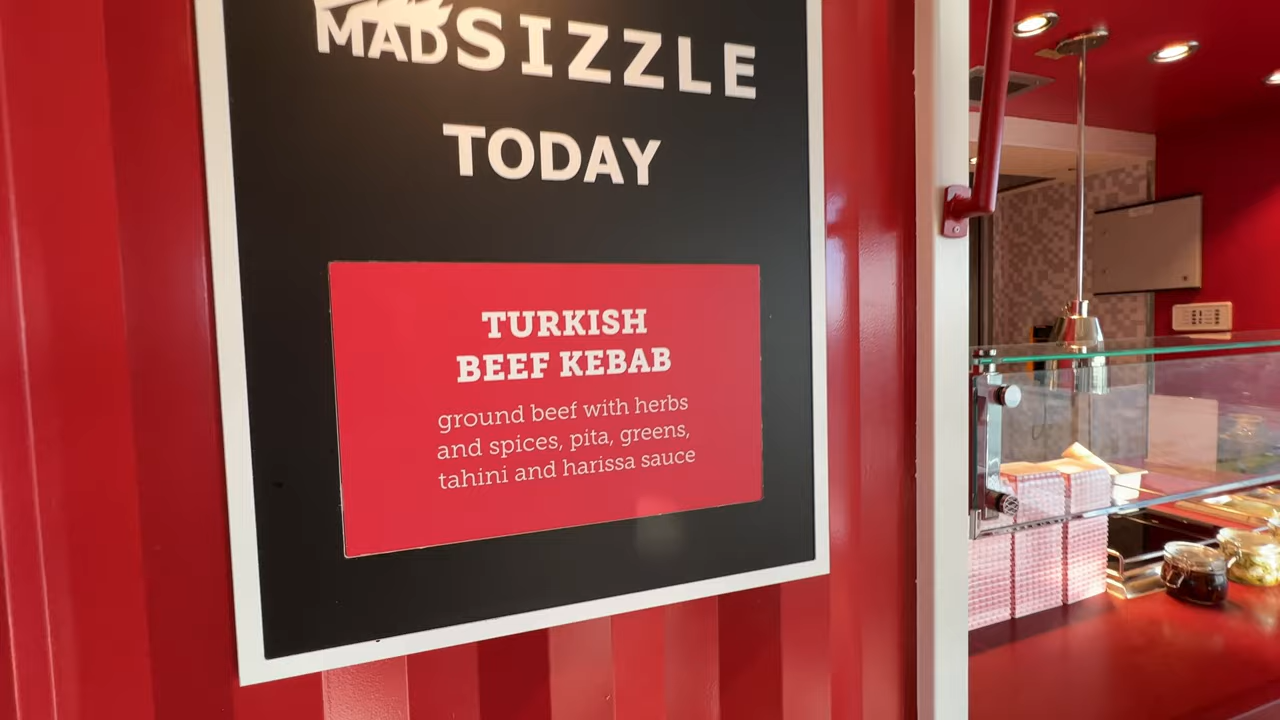 MADSIZZLE
TODAY
TURKISH
BEEF KEBAB
ground beef with herbs
and spices, pita, greens,
tahini and harissa sauce